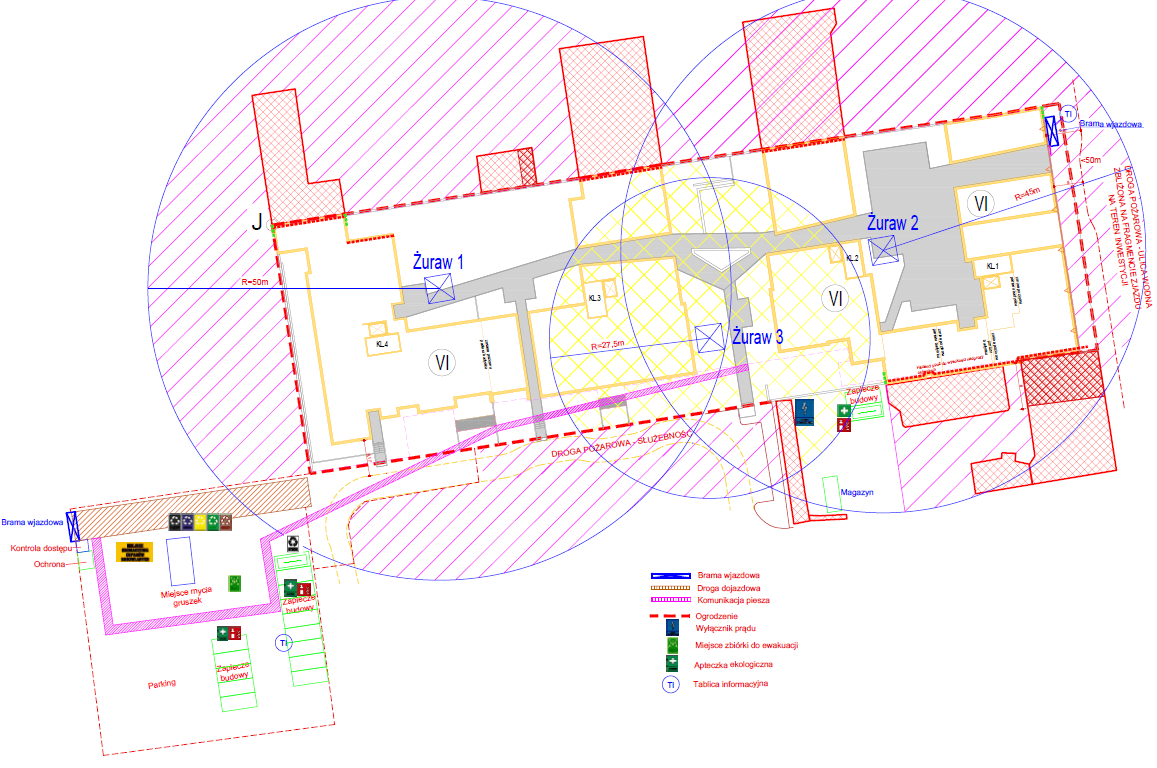 TI
Brama wjazdowa
<50m
DROGA POŻAROWA - ULICA WODNA
ZBLIŻONA NA FRAGMENCIE ZJAZDU
NA TEREN INWESTYCJI
R=45m
VI
J
Żuraw 2
Żuraw 1
KL.2
KL.1
R=50m
KL.3
VI
Żuraw 3
R=27,5m
KL.4
VI
Zaplecze
budowy
DROGA POŻAROWA - SŁUŻEBNOŚĆ
Magazyn
Brama wjazdowa
Kontrola dostępu
Ochrona
Miejsce mycia
gruszek
Zaplecze
budowy
TI
Zaplecze
budowy
Parking
Brama wjazdowa
Droga dojazdowa
Komunikacja piesza
Ogrodzenie
Wyłącznik prądu
Miejsce zbiórki do ewakuacji
Apteczka ekologiczna
TI
Tablica informacyjna